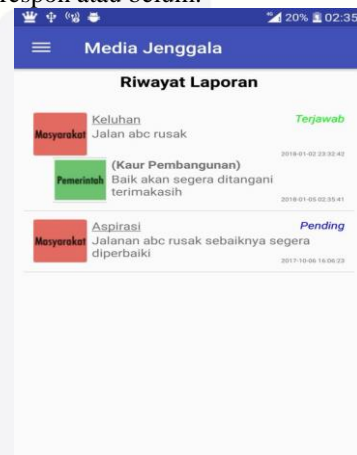 respon atau belum.
20% 02:35
Media Jenggala
Riwayat Laporan
Masyarakat
Keluhan
Terjawab
Jalan abc rusak
2018-01-02 23:32:42
Pemerintah
(Kaur Pembangunan)
Baik akan segera ditangani
terimakasih
2018-01-05 02:35:41
Masyarakat
Aspirasi
Pending
Jalanan abc rusak sebaiknya segera
diperbaiki
2017-10-06 16:06:23